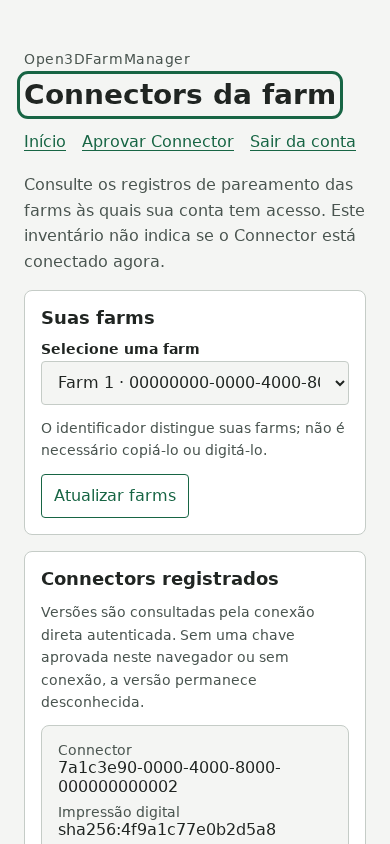 Open3DFarmManager
Connectors da farm
Início Aprovar Connector Sair da conta
Consulte os registros de pareamento das
farms às quais sua conta tem acesso. Este
inventário não indica se o Connector está
conectado agora.
Suas farms
Selecione uma farm
Farm 1 · 00000000-0000-4000-80
O identificador distingue suas farms; não é
necessário copiá-lo ou digitá-lo.
Atualizar farms
Connectors registrados
Versões são consultadas pela conexão
direta autenticada. Sem uma chave
aprovada neste navegador ou sem
conexão, a versão permanece
desconhecida.
Connector
7a1c3e90-0000-4000-8000-
000000000002
Impressão digital
sha256:4f9a1c77e0b2d5a8